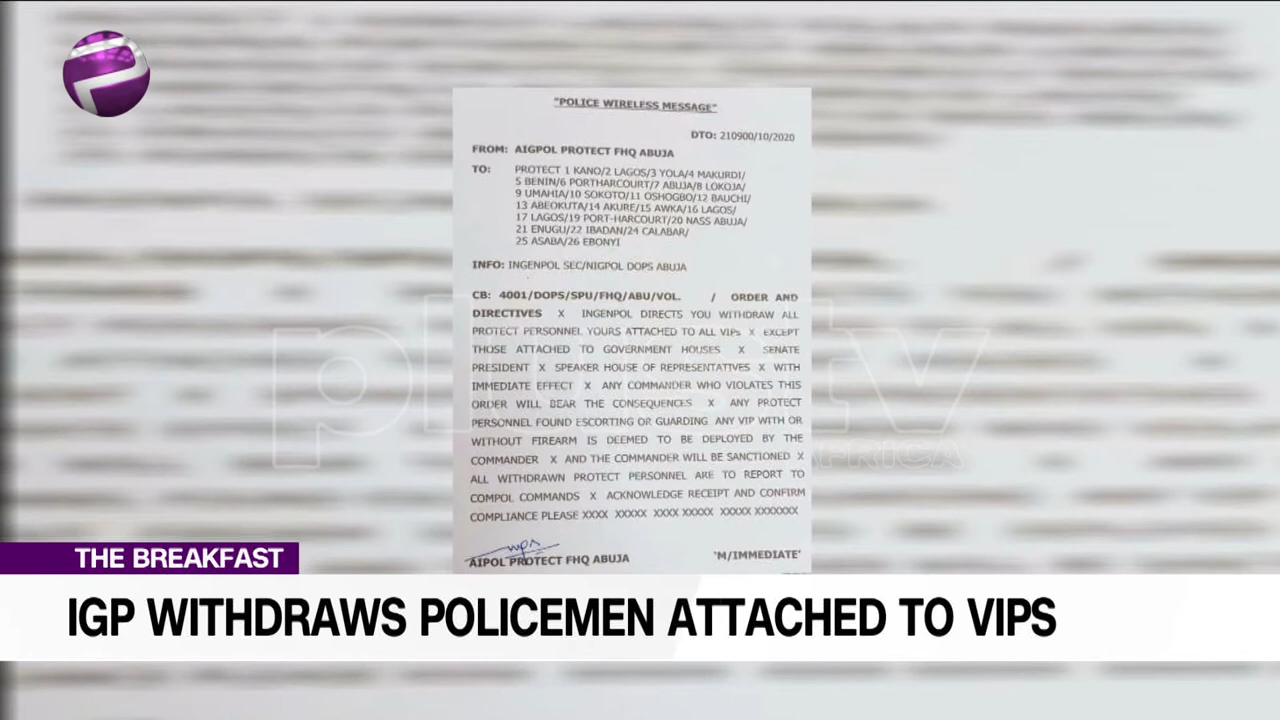 "POLICE WIRELESS MESSAGE"
DTO: 210900/10/2020
FROM: AIGPOL PROTECT FHQ ABUJA
TO: PROTECT 1 KANO/2 LAGOS/3 YOLA/4 MAKURDI/
5 BENIN/6 PORTHARCOURT/7 ABUJA/8 LOKOJA/
9 UMAHIA/10 SOKOTO/11 OSHOGBO/12 BAUCHI/
13 ABEOKUTA/14 AKURE/15 AWKA/16 LAGOS/
17 LAGOS/19 PORT-HARCOURT/20 NASS ABUJA/
21 ENUGU/22 IBADAN/24 CALABAR/
25 ASABA/26 EBONYI
INFO: INGENPOL SEC/NIGPOL DOPS ABUJA
CB: 4001/DOPS/SPU/FHQ/ABU/VOL. / ORDER AND
DIRECTIVES X INGENPOL DIRECTS YOU WITHDRAW ALL
PROTECT PERSONNEL YOURS ATTACHED TO ALL VIPs X EXCEPT
THOSE ATTACHED TO GOVERNMENT HOUSES X SENATE
PRESIDENT X SPEAKER HOUSE OF REPRESENTATIVES X WITH
IMMEDIATE EFFECT X ANY COMMANDER WHO VIOLATES THIS
ORDER WILL BEAR THE CONSEQUENCES X ANY PROTECT
PERSONNEL FOUND ESCORTING OR GUARDING ANY VIP WITH OR
WITHOUT FIREARM IS DEEMED TO BE DEPLOYED BY THE
COMMANDER X AND THE COMMANDER WILL BE SANCTIONED X
ALL WITHDRAWN PROTECT PERSONNEL ARE TO REPORT TO
COMPOL COMMANDS X ACKNOWLEDGE RECEIPT AND CONFIRM
COMPLIANCE PLEASE XXXX XXXXX XXXX XXXXX XXXXX XXXXXXX
AIPOL PROTECT FHQ ABUJA 'M/IMMEDIATE'
plustv
AFRICA
THE BREAKFAST
IGP WITHDRAWS POLICEMEN ATTACHED TO VIPS